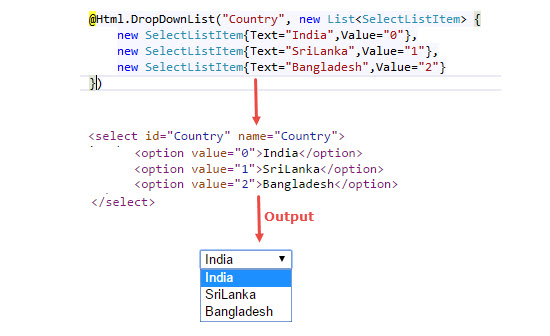 @Html.DropDownList("Country", new List<SelectListItem> {
new SelectListItem{Text="India",Value="0"},
new SelectListItem{Text="SriLanka",Value="1"},
new SelectListItem{Text="Bangladesh",Value="2"}
})
<select id="Country" name="Country">
<option value="0">India</option>
<option value="1">SriLanka</option>
<option value="2">Bangladesh</option>
</select>
Output
India
India
SriLanka
Bangladesh